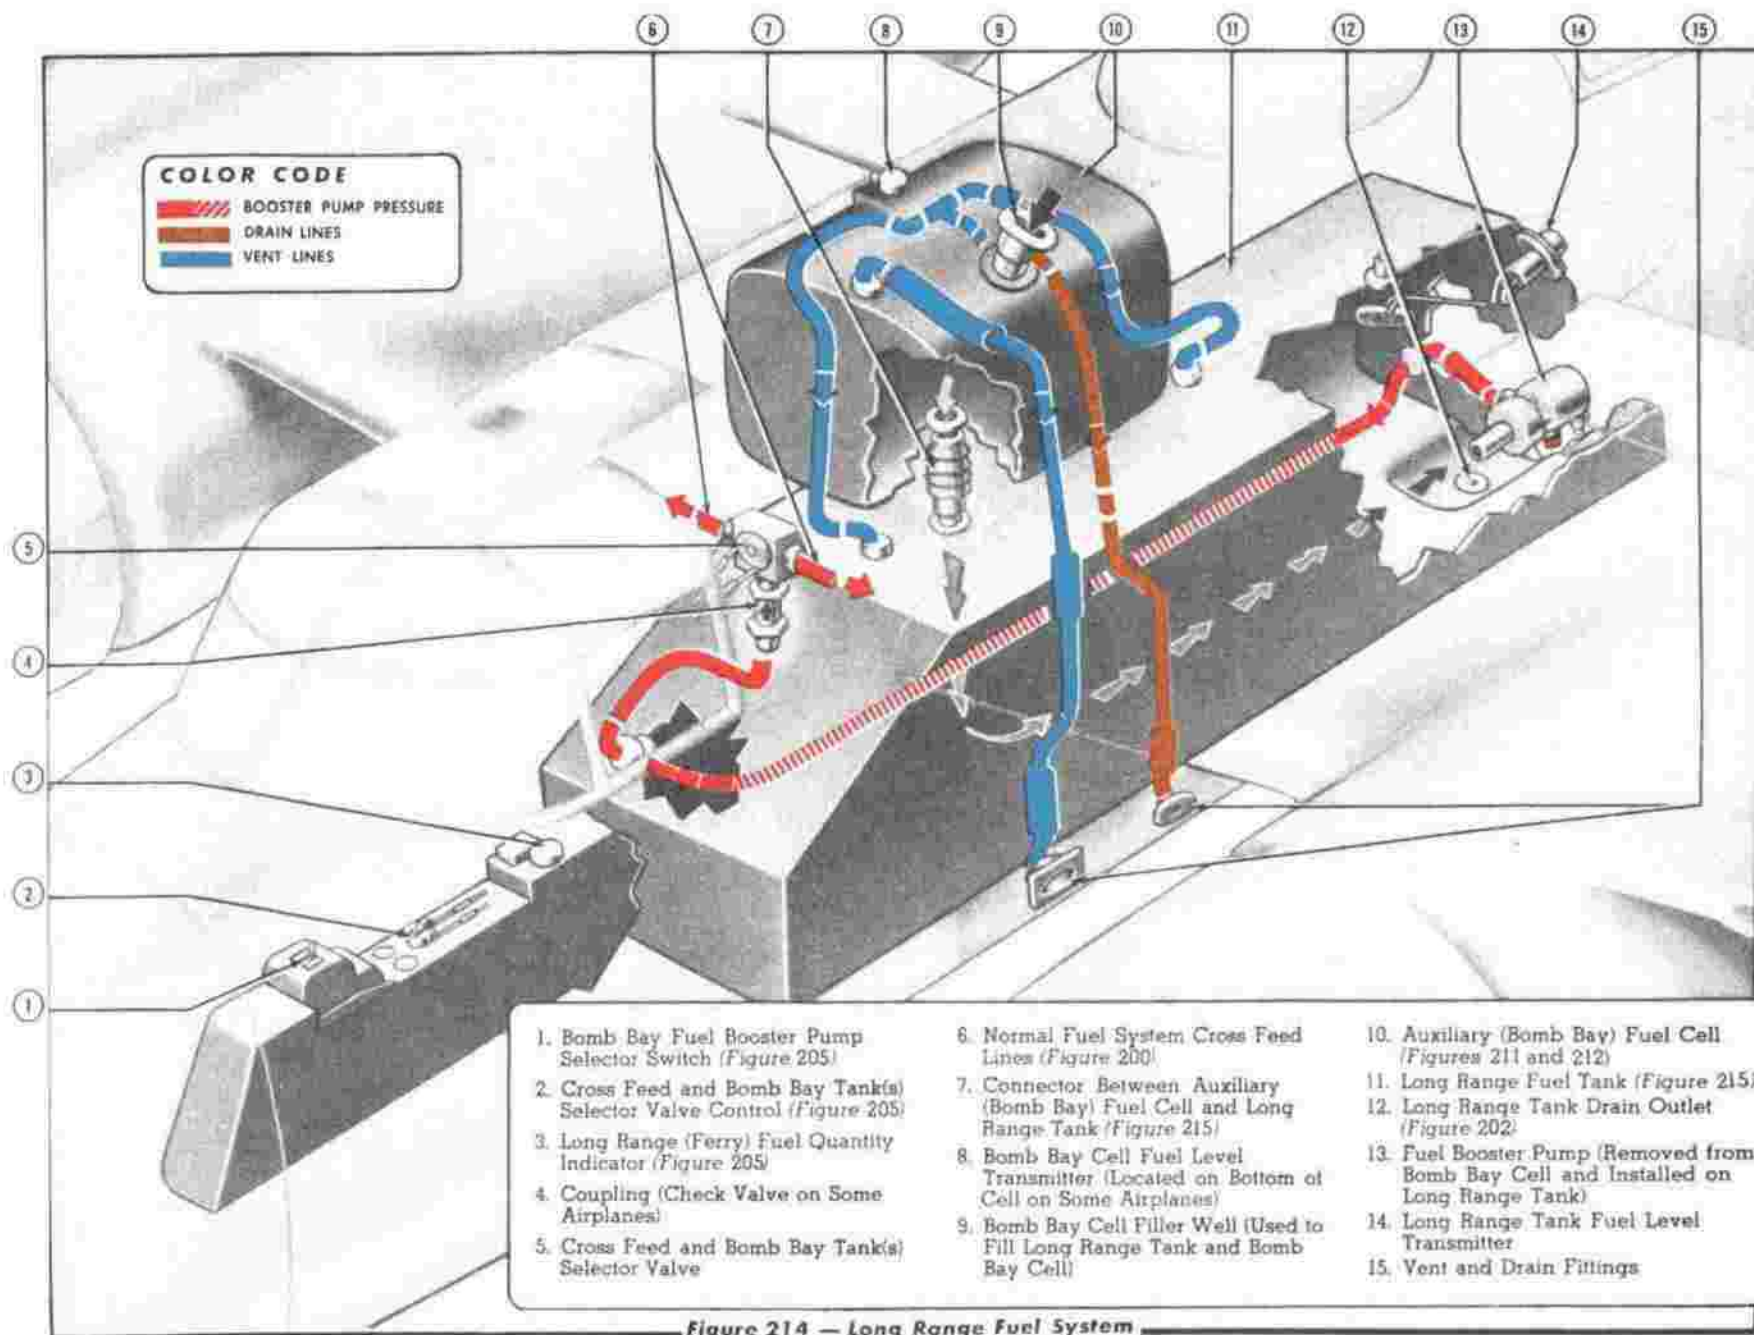 6 7 8 9 10 11 12 13 14 15
COLOR CODE
BOOSTER PUMP PRESSURE
DRAIN LINES
VENT LINES
5
4
3
2
1
1. Bomb Bay Fuel Booster Pump
Selector Switch (Figure 205)
2. Cross Feed and Bomb Bay Tank(s)
Selector Valve Control (Figure 205)
3. Long Range (Ferry) Fuel Quantity
Indicator (Figure 205)
4. Coupling (Check Valve on Some
Airplanes)
5. Cross Feed and Bomb Bay Tank(s)
Selector Valve
6. Normal Fuel System Cross Feed
Lines (Figure 200)
7. Connector Between Auxiliary
(Bomb Bay) Fuel Cell and Long
Range Tank (Figure 215)
8. Bomb Bay Cell Fuel Level
Transmitter (Located on Bottom of
Cell on Some Airplanes)
9. Bomb Bay Cell Filler Well (Used to
Fill Long Range Tank and Bomb
Bay Cell)
10. Auxiliary (Bomb Bay) Fuel Cell
(Figures 211 and 212)
11. Long Range Fuel Tank (Figure 215)
12. Long Range Tank Drain Outlet
(Figure 202)
13. Fuel Booster Pump (Removed from
Bomb Bay Cell and Installed on
Long Range Tank)
14. Long Range Tank Fuel Level
Transmitter
15. Vent and Drain Fittings
Figure 214 — Long Range Fuel System